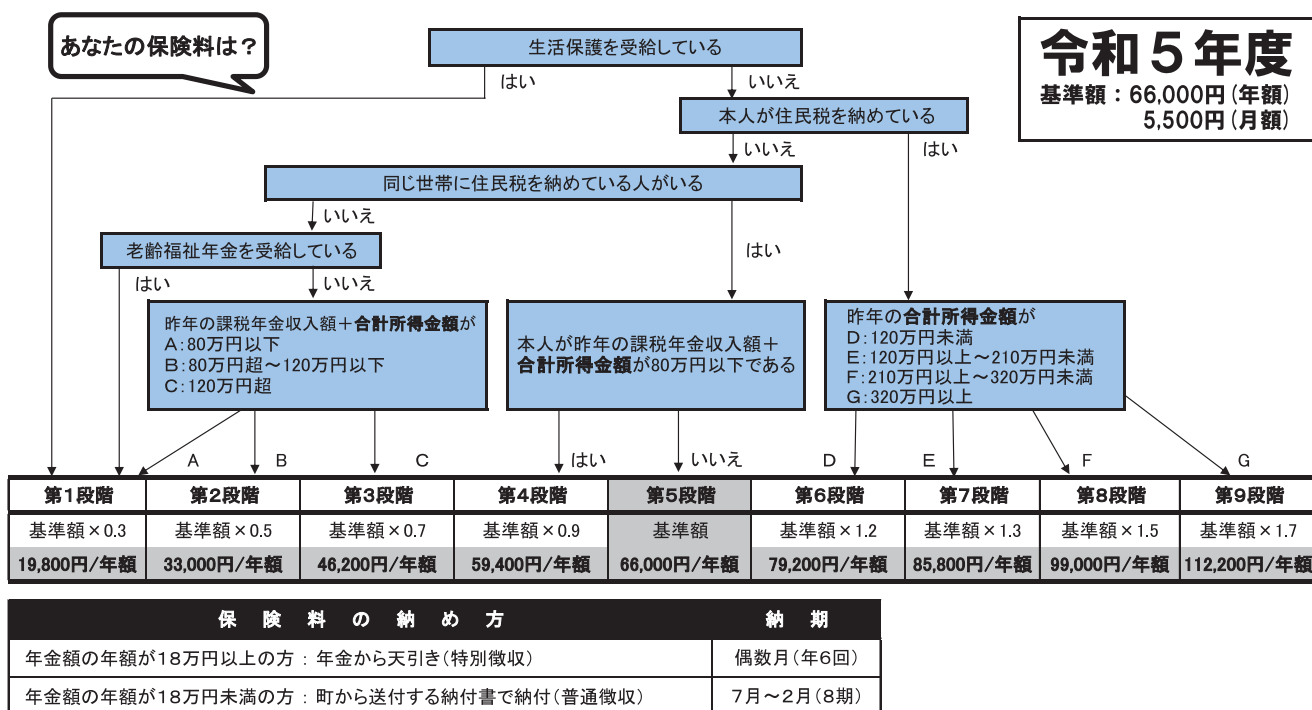 あなたの保険料は？
令和５年度
基準額：66,000円（年額）
5,500円（月額）
生活保護を受給している
はい
いいえ
本人が住民税を納めている
いいえ
はい
同じ世帯に住民税を納めている人がいる
いいえ
はい
老齢福祉年金を受給している
はい
いいえ
昨年の課税年金収入額＋合計所得金額が
A：80万円以下
B：80万円超～120万円以下
C：120万円超
本人が昨年の課税年金収入額＋
合計所得金額が80万円以下である
昨年の合計所得金額が
D：120万円未満
E：120万円以上～210万円未満
F：210万円以上～320万円未満
G：320万円以上
A B C はい いいえ D E F G
第1段階 第2段階 第3段階 第4段階 第5段階 第6段階 第7段階 第8段階 第9段階
基準額×0.3 基準額×0.5 基準額×0.7 基準額×0.9 基準額 基準額×1.2 基準額×1.3 基準額×1.5 基準額×1.7
19,800円/年額 33,000円/年額 46,200円/年額 59,400円/年額 66,000円/年額 79,200円/年額 85,800円/年額 99,000円/年額 112,200円/年額
保険料の納め方 納期
年金額の年額が18万円以上の方：年金から天引き（特別徴収） 偶数月（年6回）
年金額の年額が18万円未満の方：町から送付する納付書で納付（普通徴収） 7月～2月（8期）